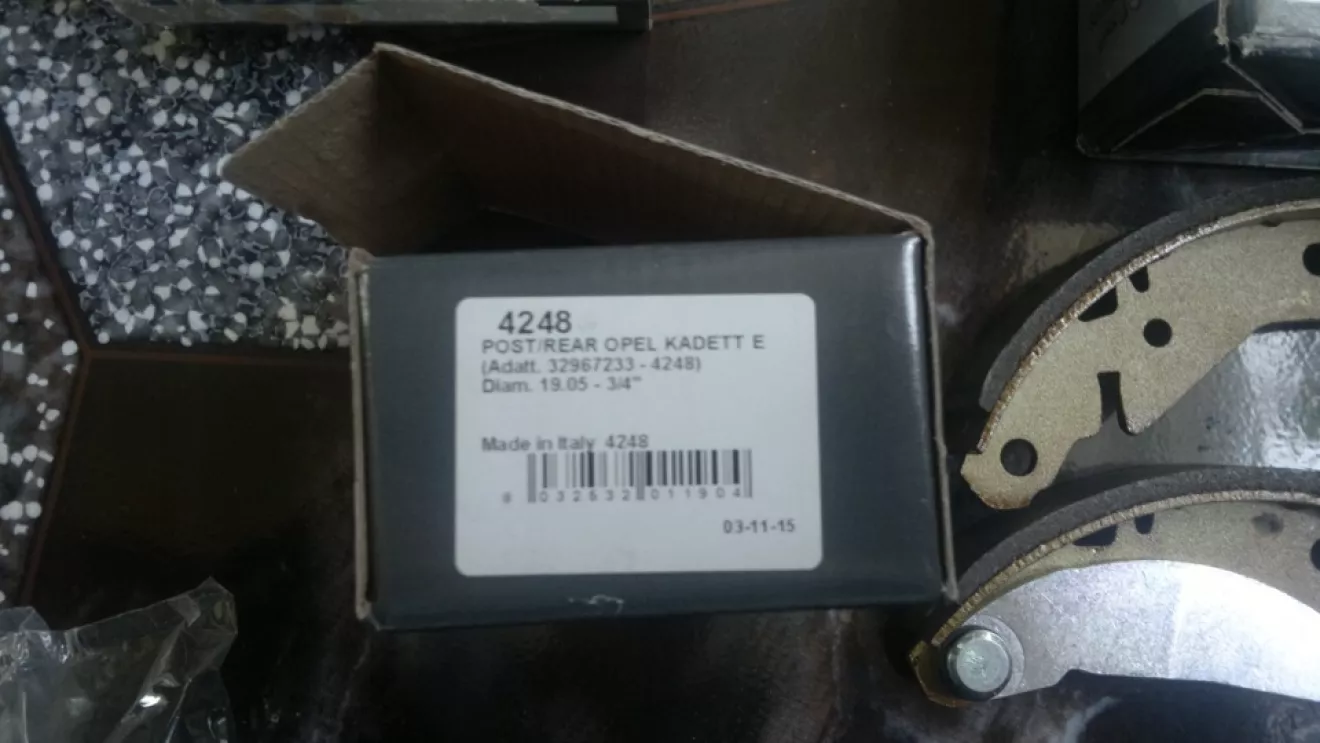 4248
POST/REAR OPEL KADETT E
(Adatt. 32967233 - 4248)
Diam. 19.05 - 3/4"
Made in Italy 4248
8 032532 011904
03-11-15